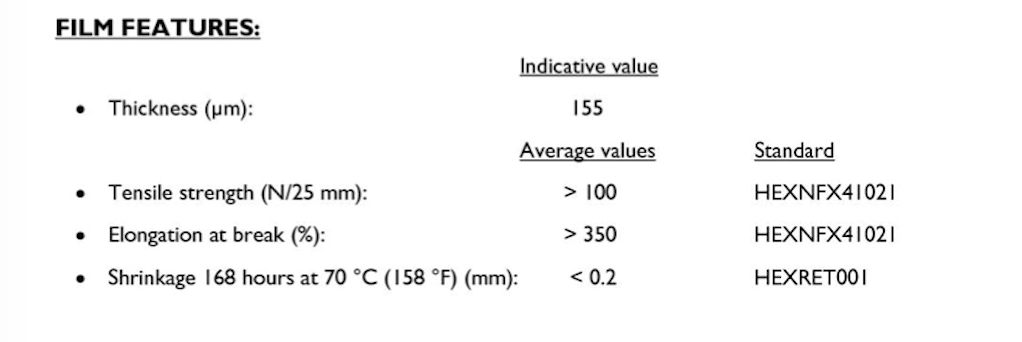 FILM FEATURES:
Indicative value
• Thickness (µm): 155
Average values Standard
• Tensile strength (N/25 mm): > 100 HEXNFX41021
• Elongation at break (%): > 350 HEXNFX41021
• Shrinkage 168 hours at 70 °C (158 °F) (mm): < 0.2 HEXRET001